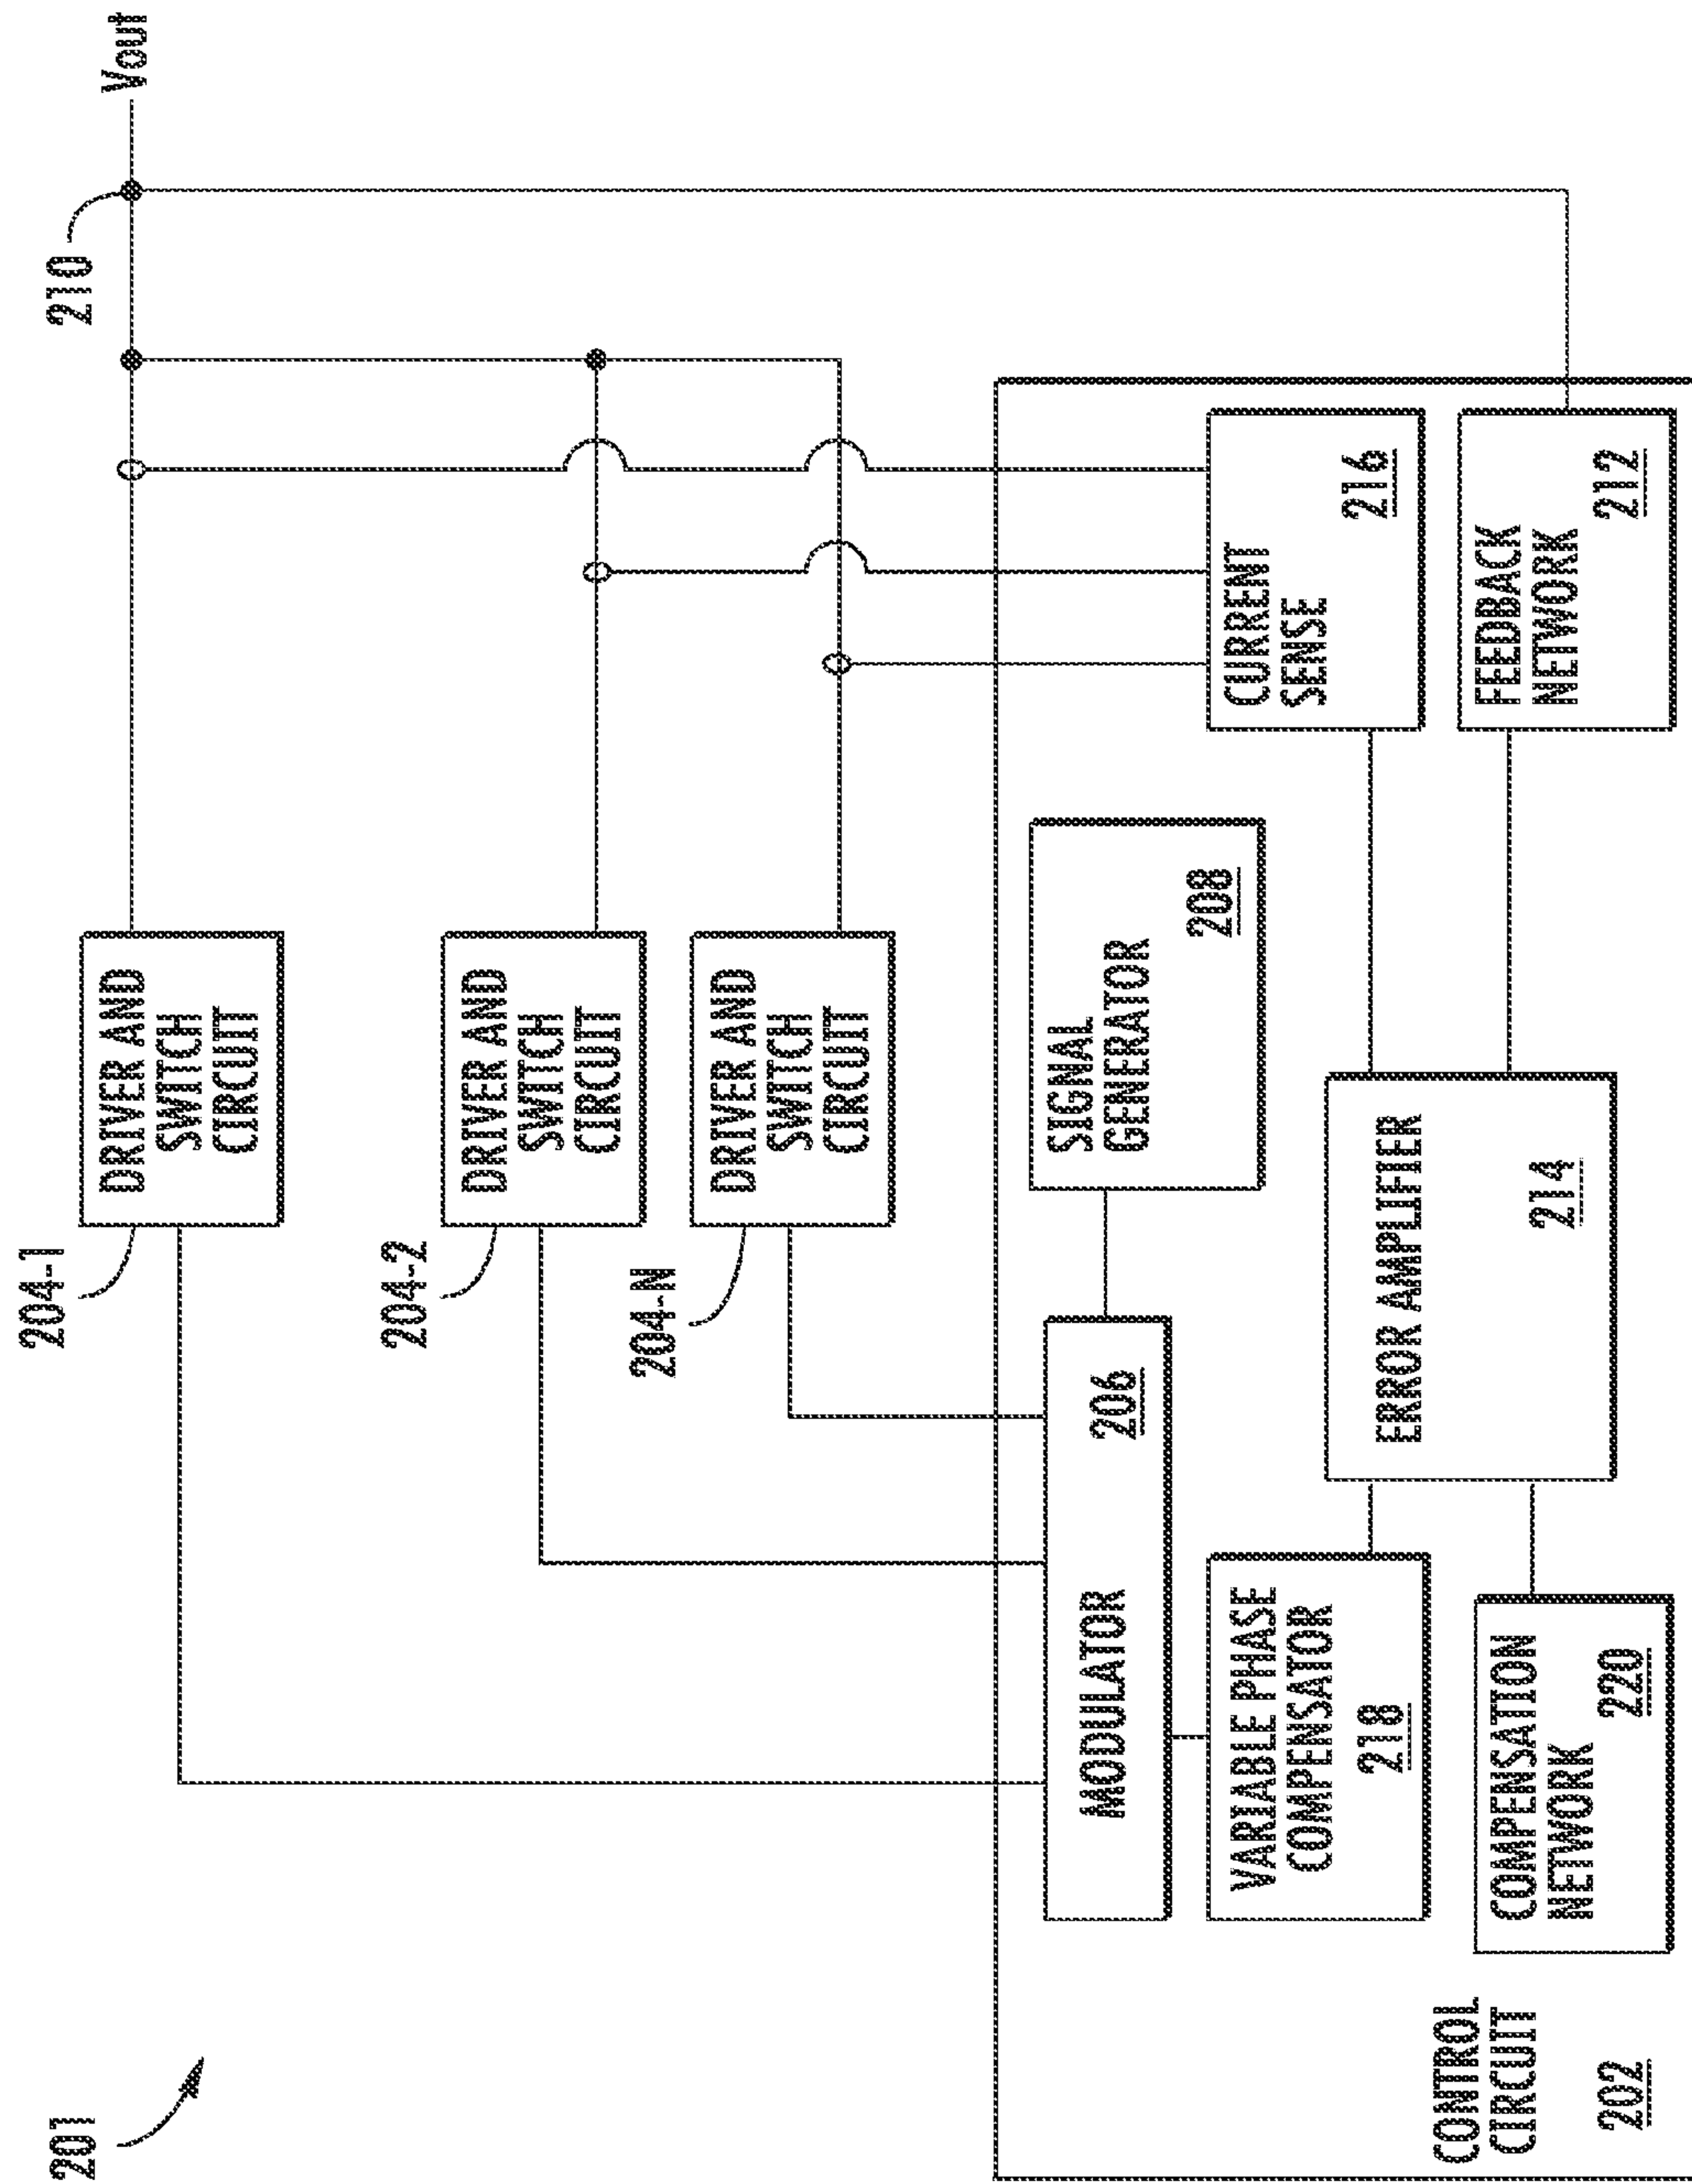 201
204-1
DRIVER AND
SWITCH
CIRCUIT
210
Vout
204-2
DRIVER AND
SWITCH
CIRCUIT
204-N
DRIVER AND
SWITCH
CIRCUIT
MODULATOR
206
SIGNAL
GENERATOR
208
VARIABLE PHASE
COMPENSATOR
218
CURRENT
SENSE
216
ERROR AMPLIFIER
214
COMPENSATION
NETWORK
220
FEEDBACK
NETWORK
212
CONTROL
CIRCUIT
202